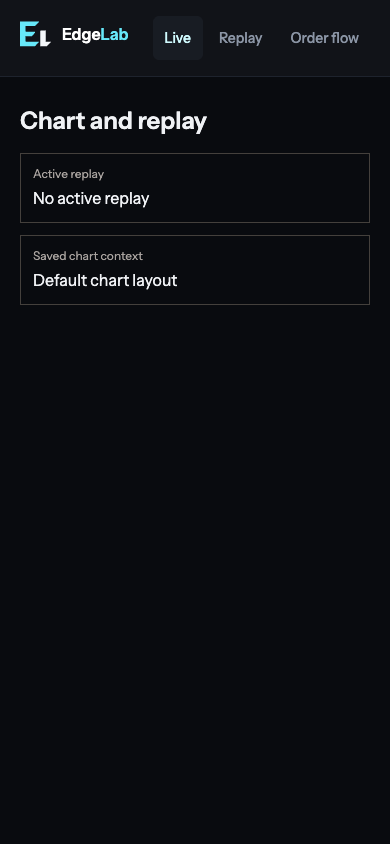 EL EdgeLab Live Replay Order flow
Chart and replay
Active replay
No active replay
Saved chart context
Default chart layout